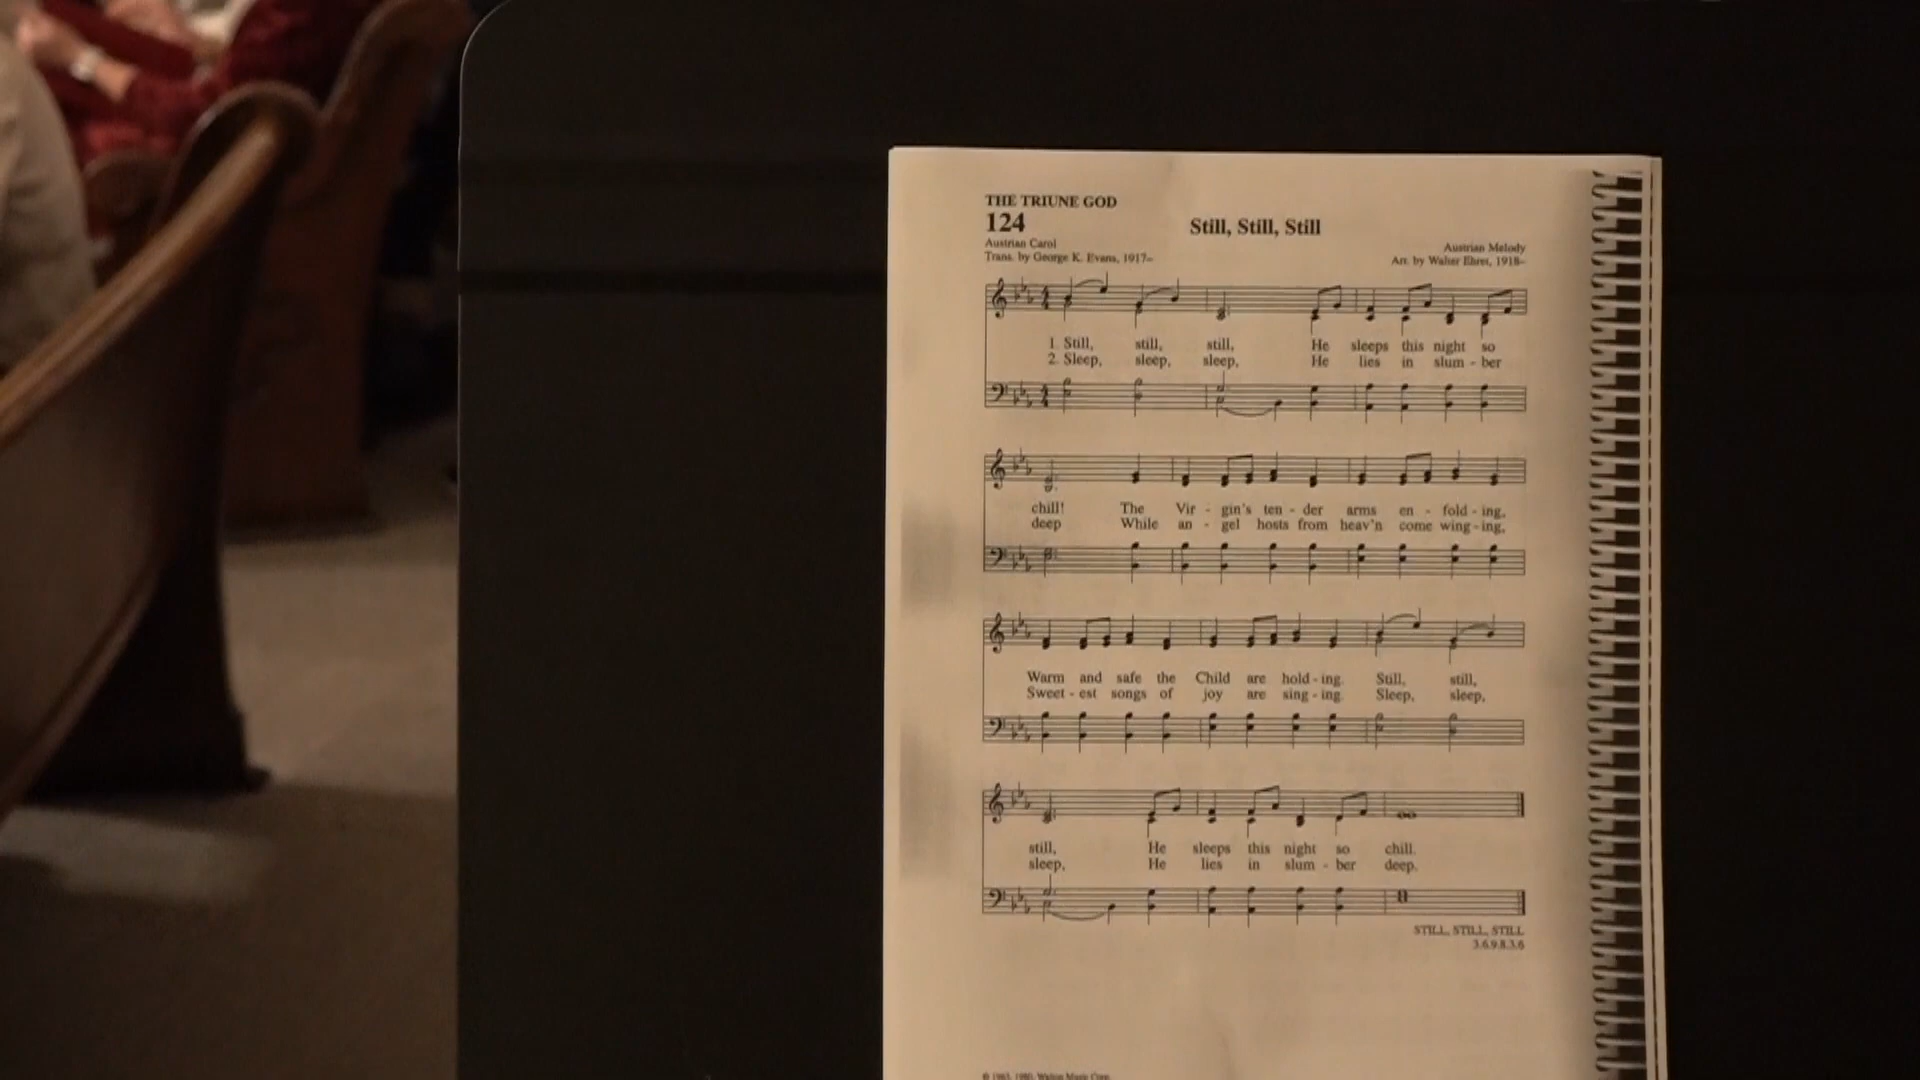 THE TRIUNE GOD
124
Still, Still, Still
Austrian Carol
Trans. by George K. Evans, 1917–
Austrian Melody
Arr. by Walter Ehret, 1918–
1. Still, still, still, He sleeps this night so
2. Sleep, sleep, sleep, He lies in slum - ber
chill! The Vir - gin's ten - der arms en - fold - ing,
deep While an - gel hosts from heav'n come wing - ing,
Warm and safe the Child are hold - ing. Still, still,
Sweet - est songs of joy are sing - ing. Sleep, sleep,
still, He sleeps this night so chill.
sleep, He lies in slum - ber deep.
STILL, STILL, STILL
3.6.9.8.3.6
© 1963, 1980, Walton Music Corp.